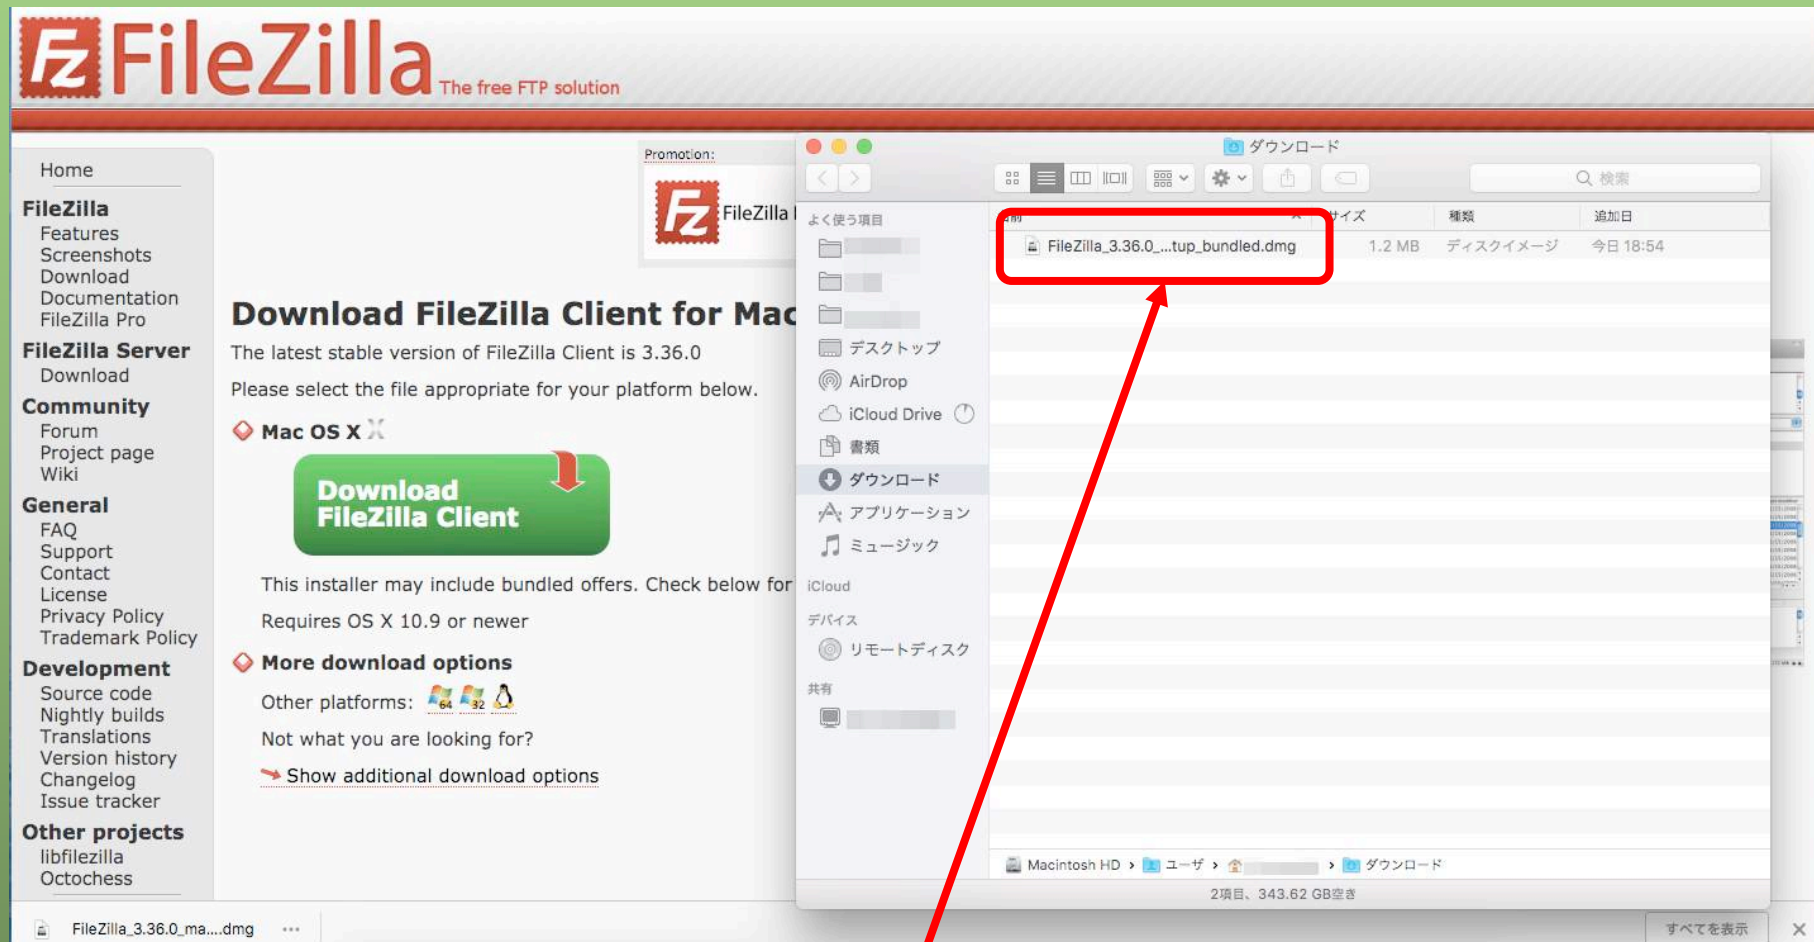 FileZilla
The free FTP solution
Home
FileZilla
Features
Screenshots
Download
Documentation
FileZilla Pro
FileZilla Server
Download
Community
Forum
Project page
Wiki
General
FAQ
Support
Contact
License
Privacy Policy
Trademark Policy
Development
Source code
Nightly builds
Translations
Version history
Changelog
Issue tracker
Other projects
libfilezilla
Octochess
Promotion:
FileZilla
Download FileZilla Client for Mac
The latest stable version of FileZilla Client is 3.36.0
Please select the file appropriate for your platform below.
Mac OS X
Download
FileZilla Client
This installer may include bundled offers. Check below for
Requires OS X 10.9 or newer
More download options
Other platforms: 64 32
Not what you are looking for?
Show additional download options
ダウンロード
検索
よく使う項目
デスクトップ
AirDrop
iCloud Drive
書類
ダウンロード
アプリケーション
ミュージック
iCloud
デバイス
リモートディスク
共有
サイズ 種類 追加日
FileZilla_3.36.0_...tup_bundled.dmg 1.2 MB ディスクイメージ 今日 18:54
Macintosh HD › ユーザ › › ダウンロード
2項目、343.62 GB空き
FileZilla_3.36.0_ma....dmg
すべてを表示